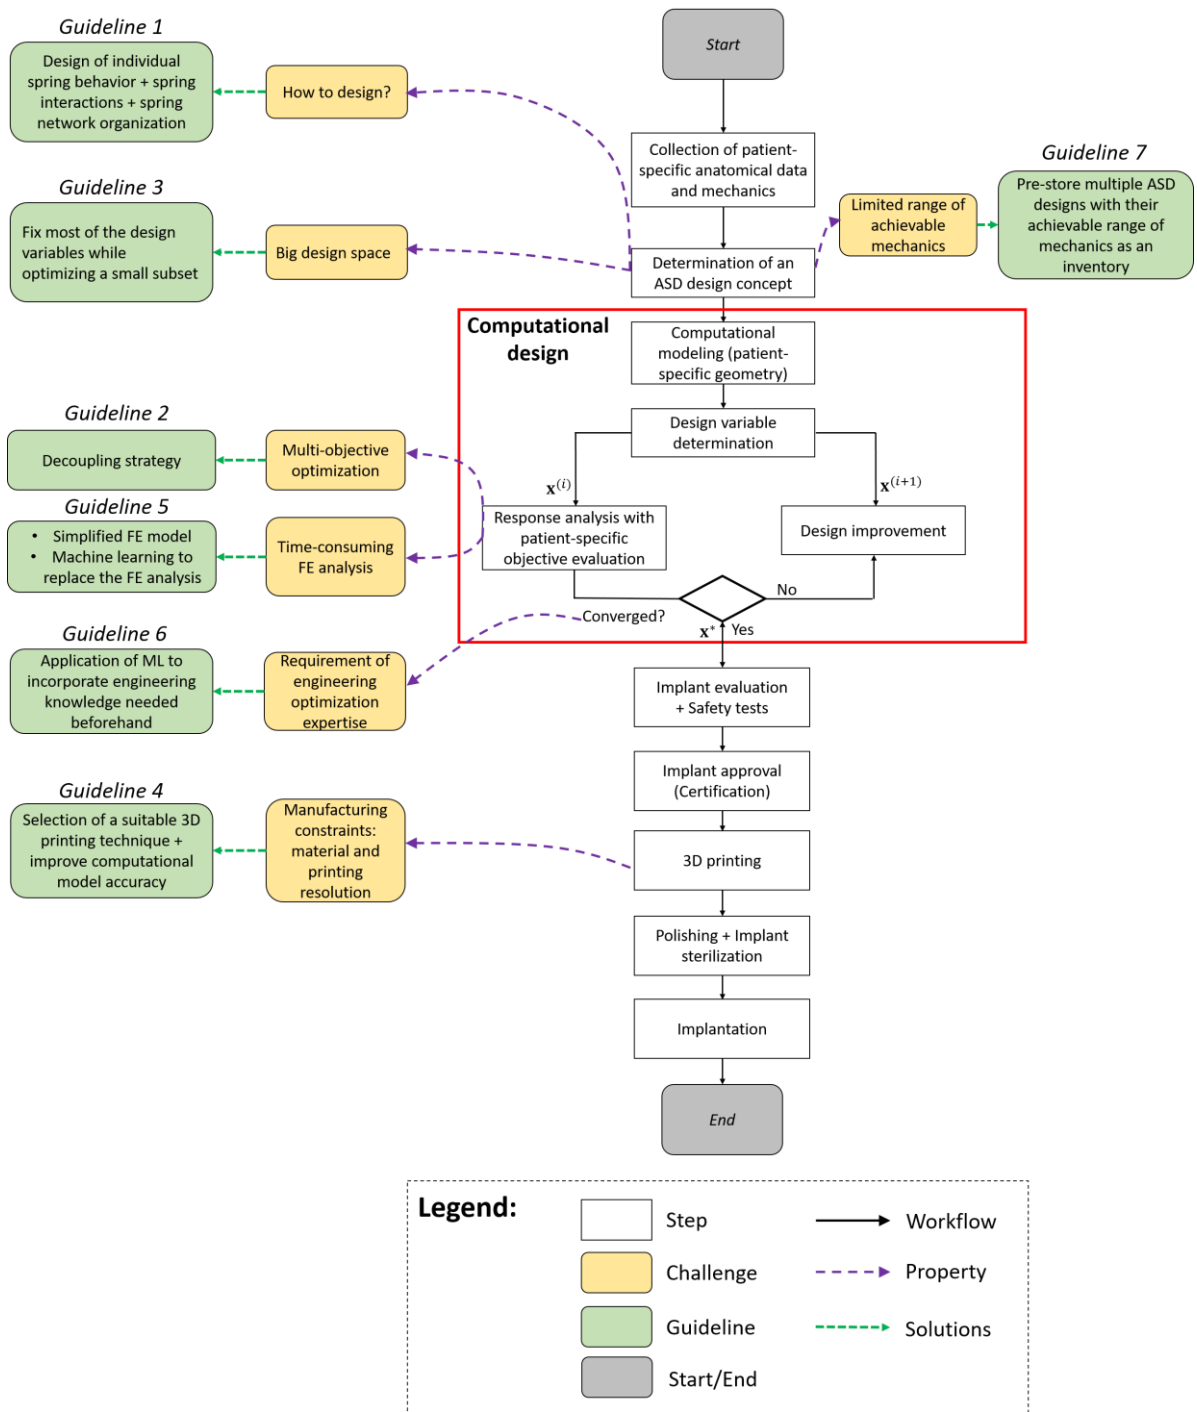 Guideline 1
Design of individual
spring behavior + spring
interactions + spring
network organization
How to design?
Start
Collection of patient-
specific anatomical data
and mechanics
Guideline 7
Pre-store multiple ASD
designs with their
achievable range of
mechanics as an
inventory
Limited range of
achievable
mechanics
Guideline 3
Fix most of the design
variables while
optimizing a small subset
Big design space
Determination of an
ASD design concept
Computational
design
Computational
modeling (patient-
specific geometry)
Design variable
determination
x(i)
x(i+1)
Response analysis with
patient-specific
objective evaluation
Design improvement
Converged?
No
x* Yes
Guideline 2
Decoupling strategy
Multi-objective
optimization
Guideline 5
• Simplified FE model
• Machine learning to
replace the FE analysis
Time-consuming
FE analysis
Guideline 6
Application of ML to
incorporate engineering
knowledge needed
beforehand
Requirement of
engineering
optimization
expertise
Implant evaluation
+ Safety tests
Implant approval
(Certification)
Guideline 4
Selection of a suitable 3D
printing technique +
improve computational
model accuracy
Manufacturing
constraints:
material and
printing
resolution
3D printing
Polishing + Implant
sterilization
Implantation
End
Legend:
Step
Workflow
Challenge
Property
Guideline
Solutions
Start/End